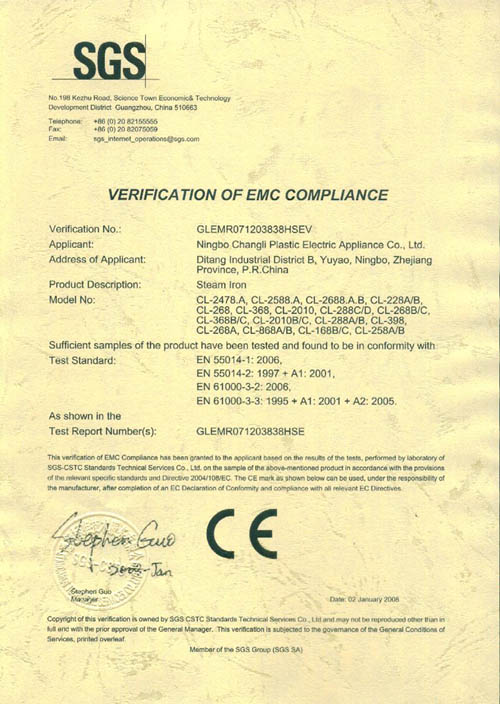 SGS
No.198 Kezhu Road, Science Town Economic& Technology
Development District Guangzhou, China 510663
Telephone: +86 (0) 20 82155555
Fax: +86 (0) 20 82075059
Email: sgs_internet_operations@sgs.com
VERIFICATION OF EMC COMPLIANCE
Verification No.: GLEMR071203838HSEV
Applicant: Ningbo Changli Plastic Electric Appliance Co., Ltd.
Address of Applicant: Ditang Industrial District B, Yuyao, Ningbo, Zhejiang
Province, P.R.China
Product Description: Steam Iron
Model No: CL-2478.A, CL-2588.A, CL-2688.A.B, CL-228A/B,
CL-268, CL-368, CL-2010, CL-288C/D, CL-268B/C,
CL-368B/C, CL-2010B/C, CL-288A/B, CL-398,
CL-268A, CL-868A/B, CL-168B/C, CL-258A/B
Sufficient samples of the product have been tested and found to be in conformity with
Test Standard: EN 55014-1: 2006,
EN 55014-2: 1997 + A1: 2001,
EN 61000-3-2: 2006,
EN 61000-3-3: 1995 + A1: 2001 + A2: 2005.
As shown in the
Test Report Number(s): GLEMR071203838HSE
This verification of EMC Compliance has been granted to the applicant based on the results of the tests, performed by laboratory of
SGS-CSTC Standards Technical Services Co., Ltd. on the sample of the above-mentioned product in accordance with the provisions
of the relevant specific standards and Directive 2004/108/EC. The CE mark as shown below can be used, under the responsibility of
the manufacturer, after completion of an EC Declaration of Conformity and compliance with all relevant EC Directives.
CE
Stephen Guo
Stephen Guo
Manager
Date: 02 January 2008
Copyright of this verification is owned by SGS CSTC Standards Technical Services Co., Ltd and may not be reproduced other than in
full and with the prior approval of the General Manager. This verification is subjected to the governance of the General Conditions of
Services, printed overleaf.
Member of the SGS Group (SGS SA)